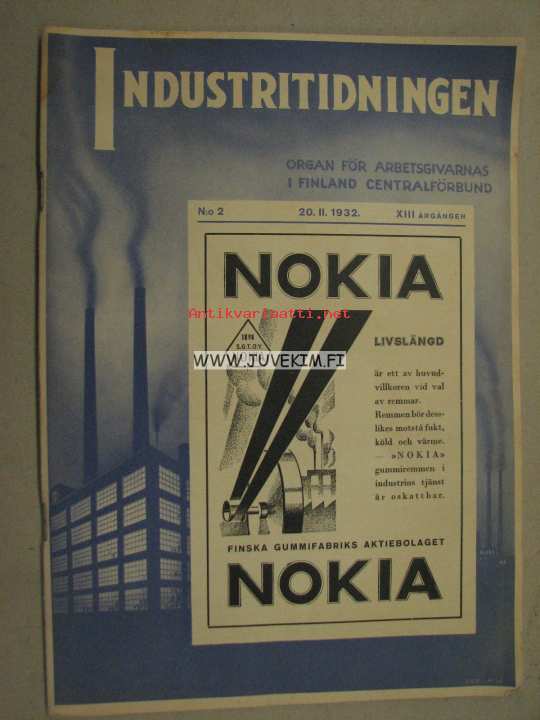 INDUSTRITIDNINGEN
ORGAN FÖR ARBETSGIVARNAS
I FINLAND CENTRALFÖRBUND
N:o 2 20. II. 1932. XIII ÅRGÅNGEN
NOKIA
Antikvariaatti.net
1898
S.G.T.O.Y.
WWW.JUVEKIM.FI
LIVSLÄNGD
är ett av huvud-
villkoren vid val
av remmar.
Remmen bör dess-
likes motstå fukt,
köld och värme.
— »NOKIA»
gummiremmen i
industrins tjänst
är oskattbar.
FINSKA GUMMIFABRIKS AKTIEBOLAGET
NOKIA